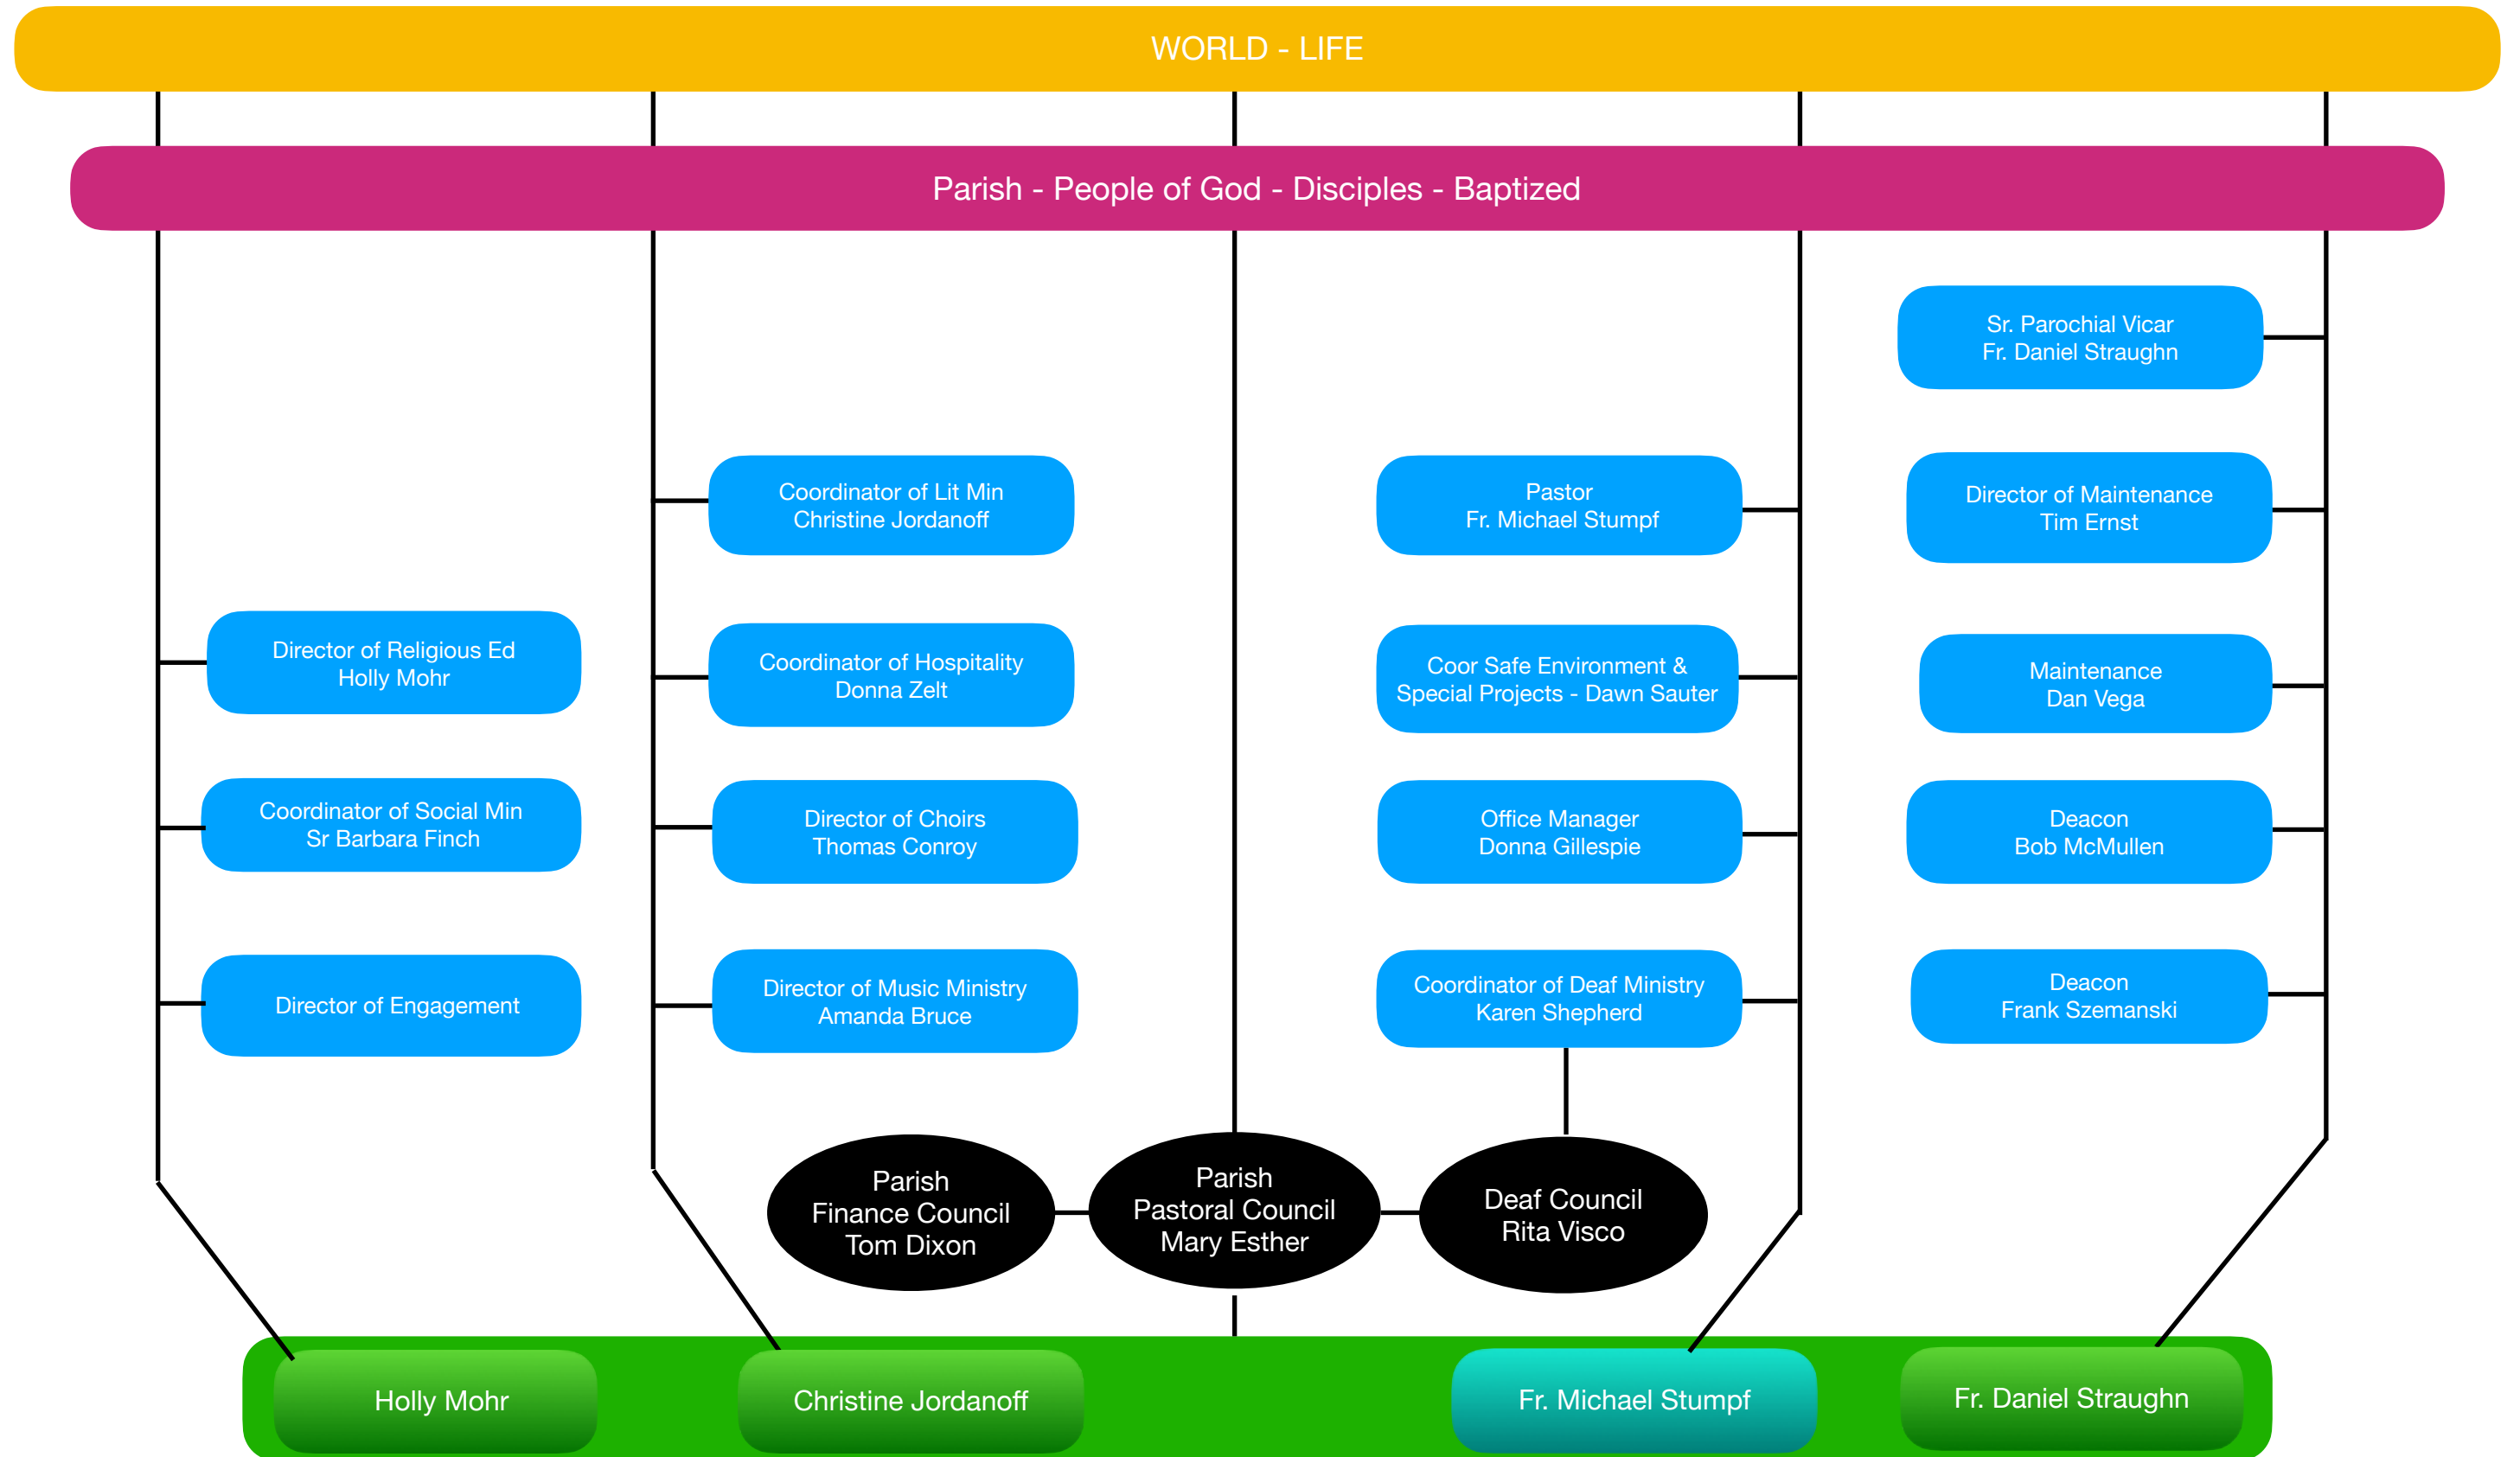 WORLD - LIFE
Parish - People of God - Disciples - Baptized
Director of Religious Ed
Holly Mohr
Coordinator of Social Min
Sr Barbara Finch
Director of Engagement
Coordinator of Lit Min
Christine Jordanoff
Coordinator of Hospitality
Donna Zelt
Director of Choirs
Thomas Conroy
Director of Music Ministry
Amanda Bruce
Pastor
Fr. Michael Stumpf
Coor Safe Environment &
Special Projects - Dawn Sauter
Office Manager
Donna Gillespie
Coordinator of Deaf Ministry
Karen Shepherd
Sr. Parochial Vicar
Fr. Daniel Straughn
Director of Maintenance
Tim Ernst
Maintenance
Dan Vega
Deacon
Bob McMullen
Deacon
Frank Szemanski
Parish
Finance Council
Tom Dixon
Parish
Pastoral Council
Mary Esther
Deaf Council
Rita Visco
Holly Mohr
Christine Jordanoff
Fr. Michael Stumpf
Fr. Daniel Straughn